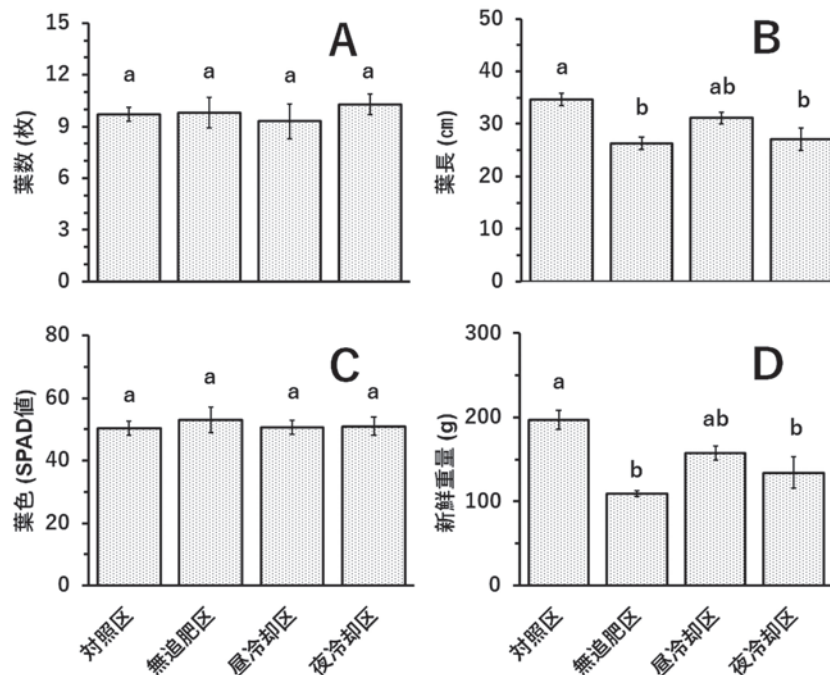 A
葉数 (枚)
15
12
9
6
3
0
a
a
a
a
B
葉長 (㎝)
50
40
30
20
10
0
a
b
ab
b
C
葉色 (SPAD値)
80
60
40
20
0
a
a
a
a
対照区
無追肥区
昼冷却区
夜冷却区
D
新鮮重量 (g)
300
200
100
0
a
b
ab
b
対照区
無追肥区
昼冷却区
夜冷却区